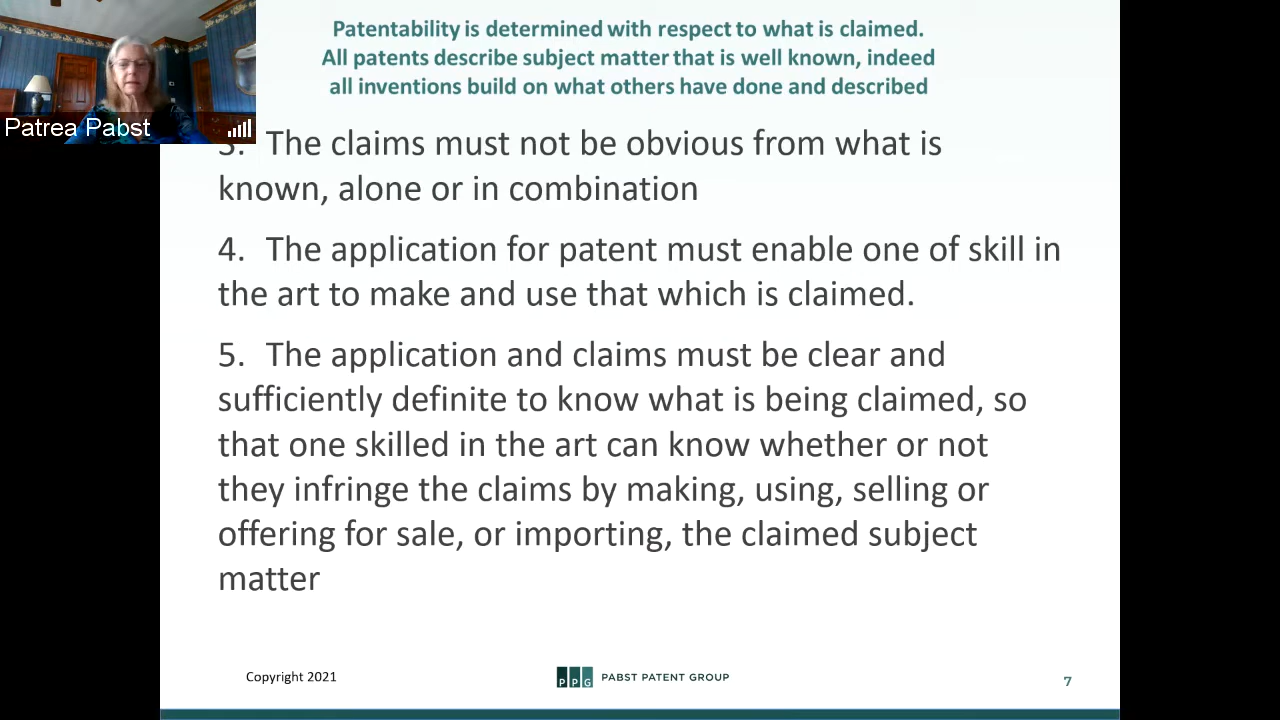 Patentability is determined with respect to what is claimed.
All patents describe subject matter that is well known, indeed
all inventions build on what others have done and described
Patrea Pabst
3. The claims must not be obvious from what is
known, alone or in combination
4. The application for patent must enable one of skill in
the art to make and use that which is claimed.
5. The application and claims must be clear and
sufficiently definite to know what is being claimed, so
that one skilled in the art can know whether or not
they infringe the claims by making, using, selling or
offering for sale, or importing, the claimed subject
matter
Copyright 2021
PPG PABST PATENT GROUP
7